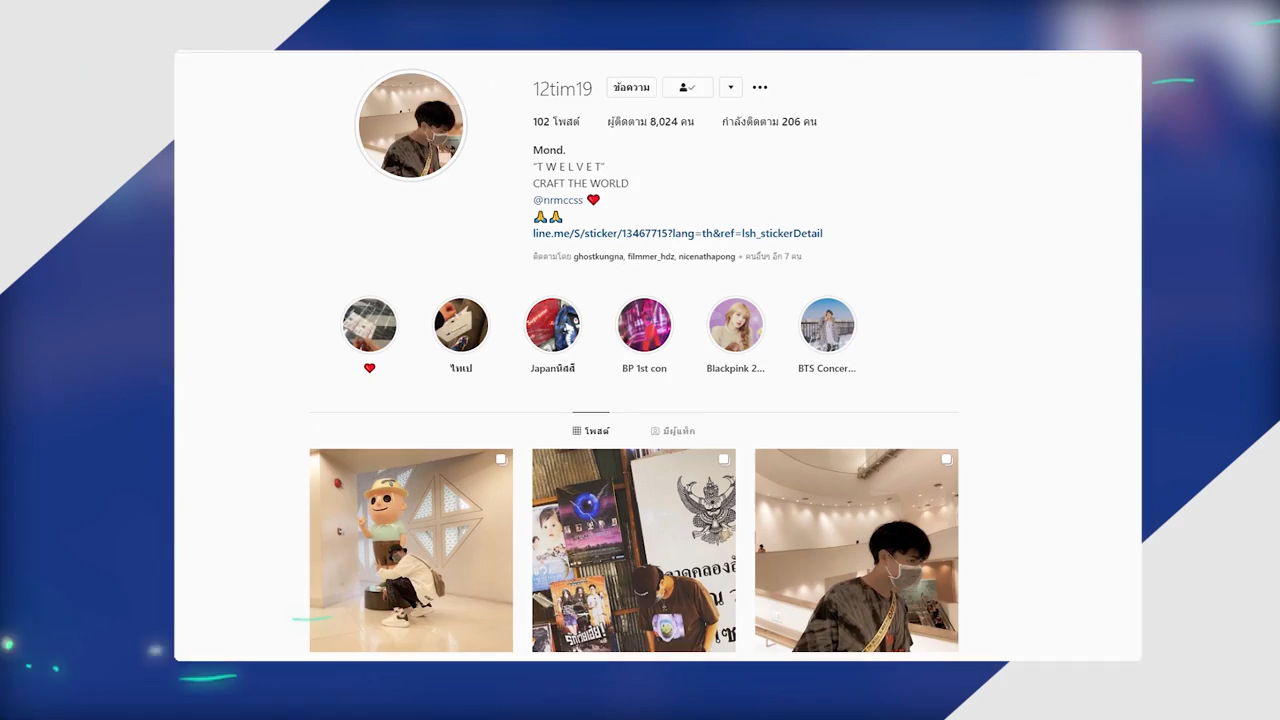 12tim19 ข้อความ
102 โพสต์ ผู้ติดตาม 8,024 คน กำลังติดตาม 206 คน
Mond.
"T W E L V E T"
CRAFT THE WORLD
@nrmccss ❤️
🙏🙏
line.me/S/sticker/13467715?lang=th&ref=lsh_stickerDetail
ติดตามโดย ghostkungna, filmmer_hdz, nicenathapong + คนอื่นๆ อีก 7 คน
❤️ ไทเป Japanนิสสึ BP 1st con Blackpink 2... BTS Concer...
โพสต์ มีผู้แท็ก